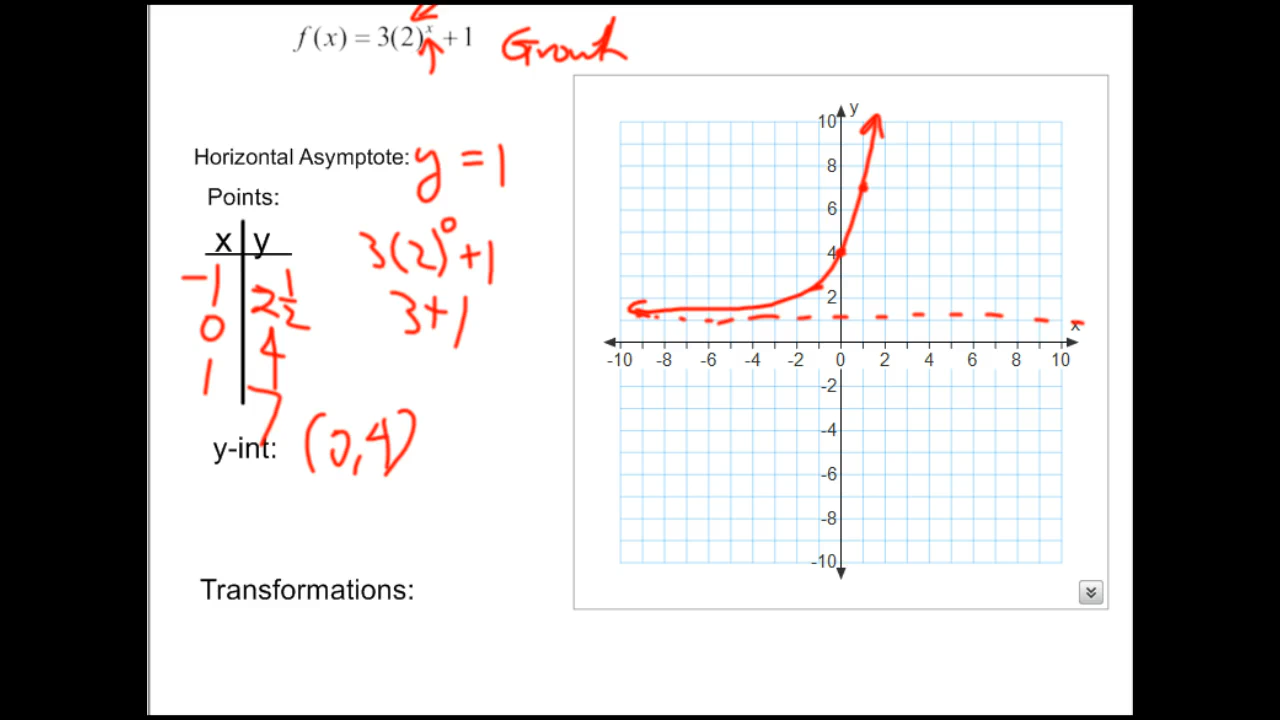 f(x) = 3(2)^x + 1 Growth
Horizontal Asymptote: y = 1
Points:
x y
-1 2 1/2
0 4
1 7
3(2)^0 + 1
3 + 1
y-int: (0,4)
Transformations:
y
10
8
6
4
2
x
-10 -8 -6 -4 -2 0 2 4 6 8 10
-2
-4
-6
-8
-10